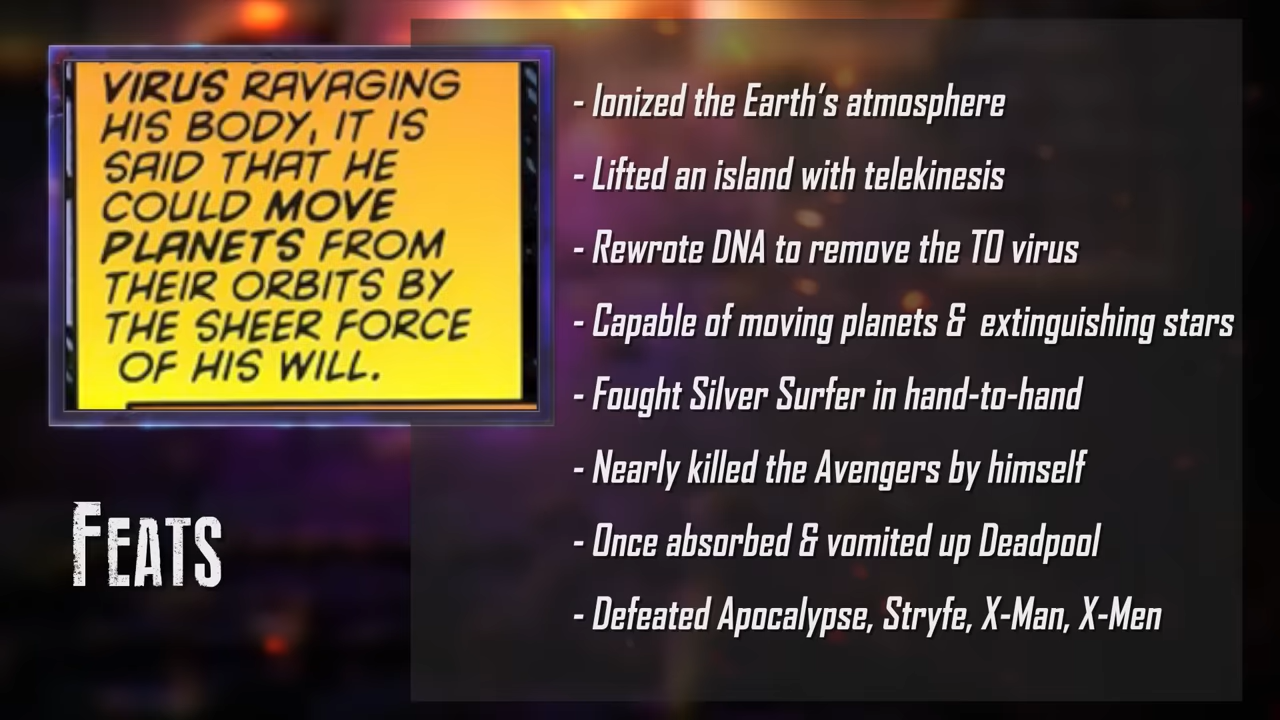 VIRUS RAVAGING
HIS BODY, IT IS
SAID THAT HE
COULD MOVE
PLANETS FROM
THEIR ORBITS BY
THE SHEER FORCE
OF HIS WILL.
FEATS
- Ionized the Earth's atmosphere
- Lifted an island with telekinesis
- Rewrote DNA to remove the TO virus
- Capable of moving planets & extinguishing stars
- Fought Silver Surfer in hand-to-hand
- Nearly killed the Avengers by himself
- Once absorbed & vomited up Deadpool
- Defeated Apocalypse, Stryfe, X-Man, X-Men